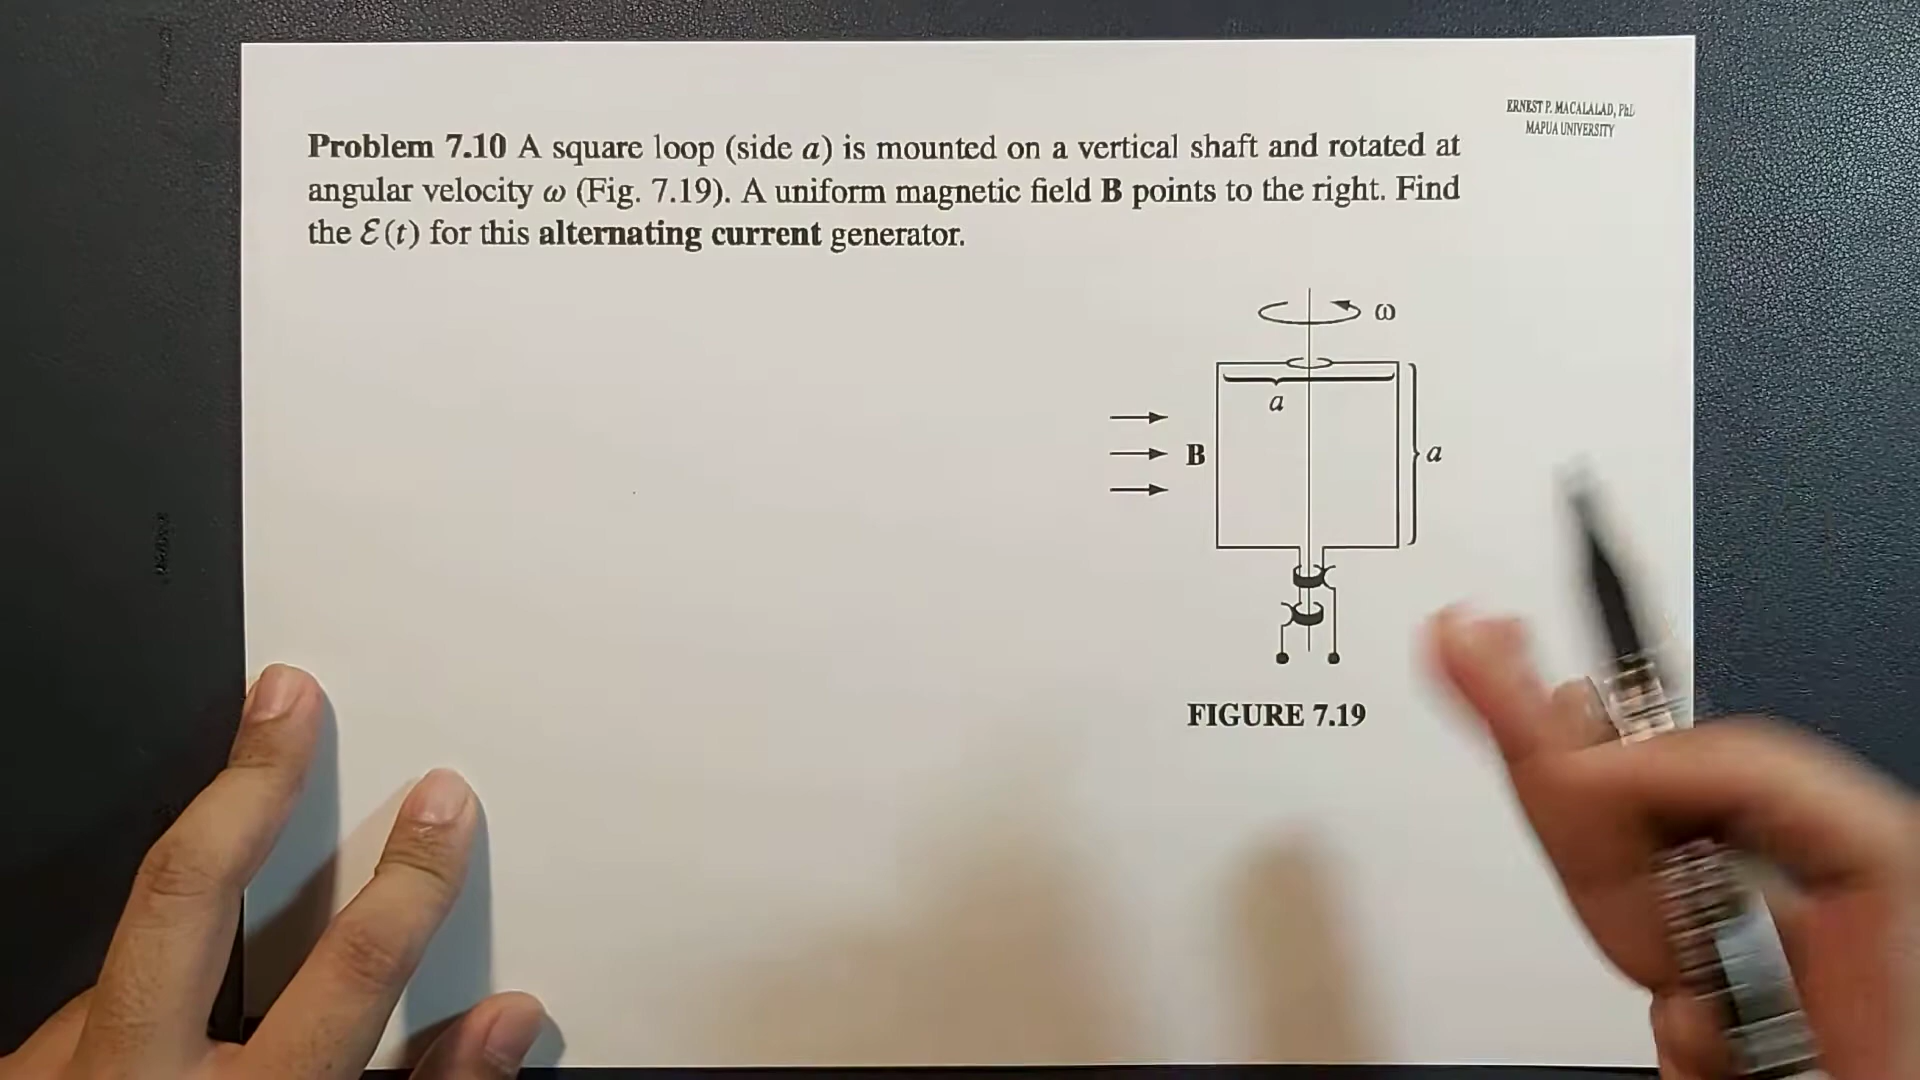 ERNEST P. MACALALAD, PhD
MAPUA UNIVERSITY
Problem 7.10 A square loop (side a) is mounted on a vertical shaft and rotated at
angular velocity ω (Fig. 7.19). A uniform magnetic field B points to the right. Find
the ℰ(t) for this alternating current generator.
ω
a
B
a
FIGURE 7.19